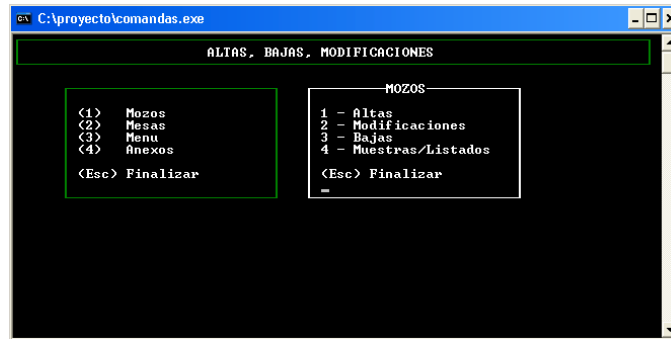 C:\proyecto\comandas.exe
ALTAS, BAJAS, MODIFICACIONES
(1) Mozos
(2) Mesas
(3) Menu
(4) Anexos
(Esc) Finalizar
MOZOS
1 - Altas
2 - Modificaciones
3 - Bajas
4 - Muestras/Listados
(Esc) Finalizar